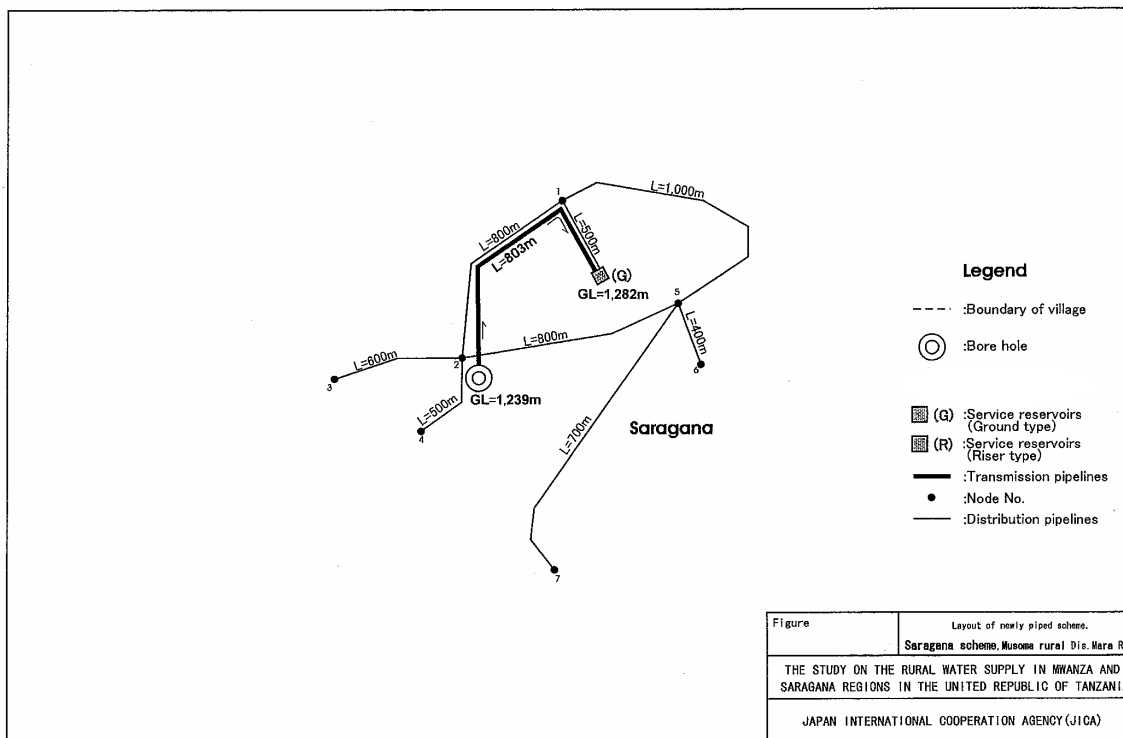 1
L=1,000m
L=800m
L=803m
L=500m
(G)
GL=1,282m
5
L=800m
L=400m
6
L=600m
2
3
L=500m
4
GL=1,239m
L=700m
Saragana
7
Legend
:Boundary of village
:Bore hole
(G) :Service reservoirs
(Ground type)
(R) :Service reservoirs
(Riser type)
:Transmission pipelines
:Node No.
:Distribution pipelines
Figure
Layout of newly piped scheme.
Saragana scheme, Musoma rural Dis. Mara R
THE STUDY ON THE RURAL WATER SUPPLY IN MWANZA AND
SARAGANA REGIONS IN THE UNITED REPUBLIC OF TANZANI
JAPAN INTERNATIONAL COOPERATION AGENCY(JICA)